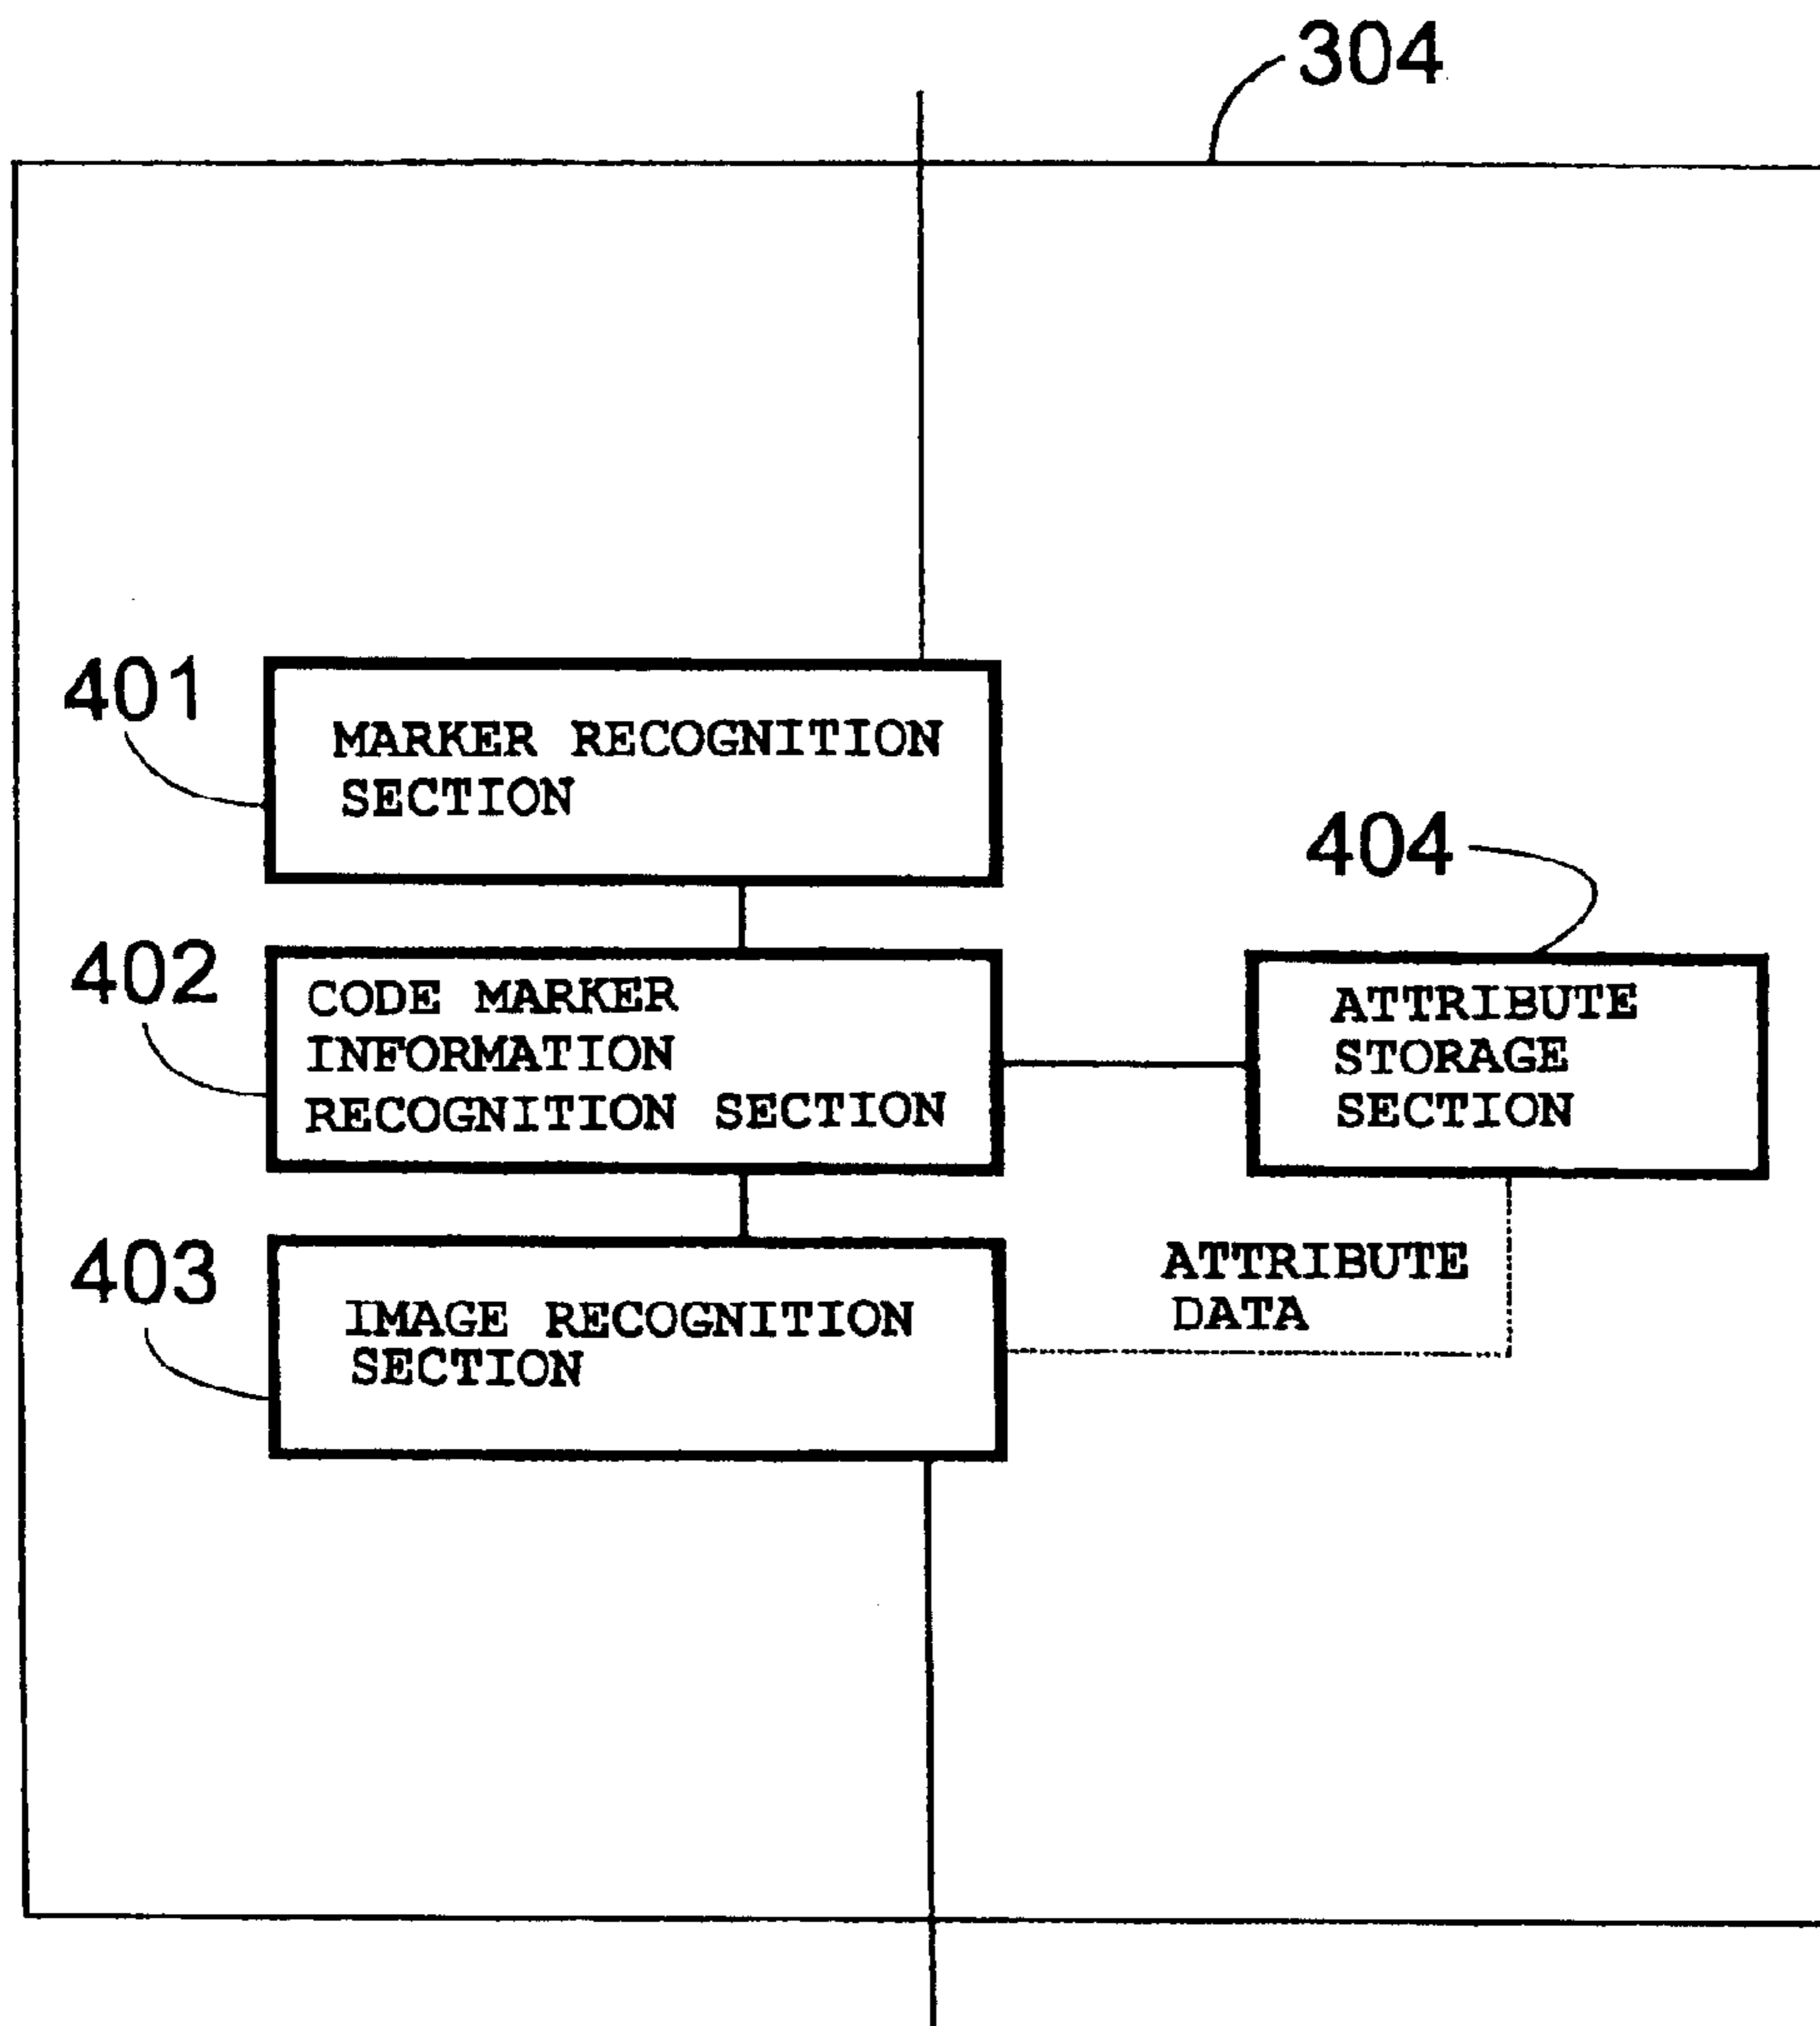 304
401
MARKER RECOGNITION
SECTION
404
402
CODE MARKER
INFORMATION
RECOGNITION SECTION
ATTRIBUTE
STORAGE
SECTION
403
IMAGE RECOGNITION
SECTION
ATTRIBUTE
DATA